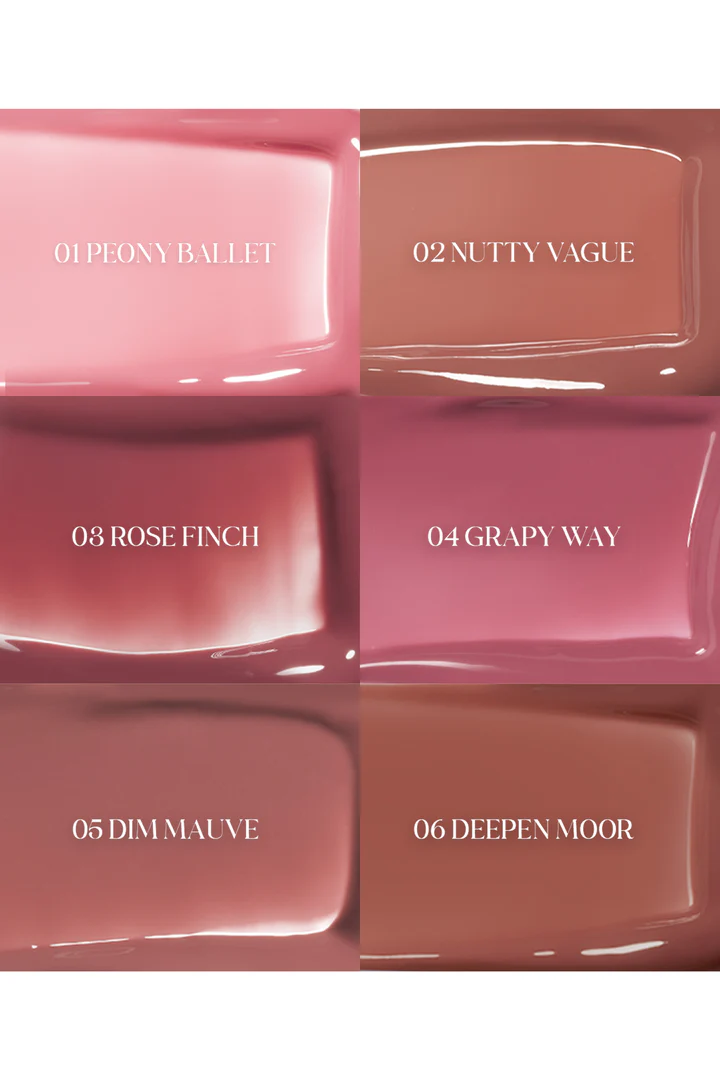 01 PEONY BALLET
02 NUTTY VAGUE
03 ROSE FINCH
04 GRAPY WAY
05 DIM MAUVE
06 DEEPEN MOOR